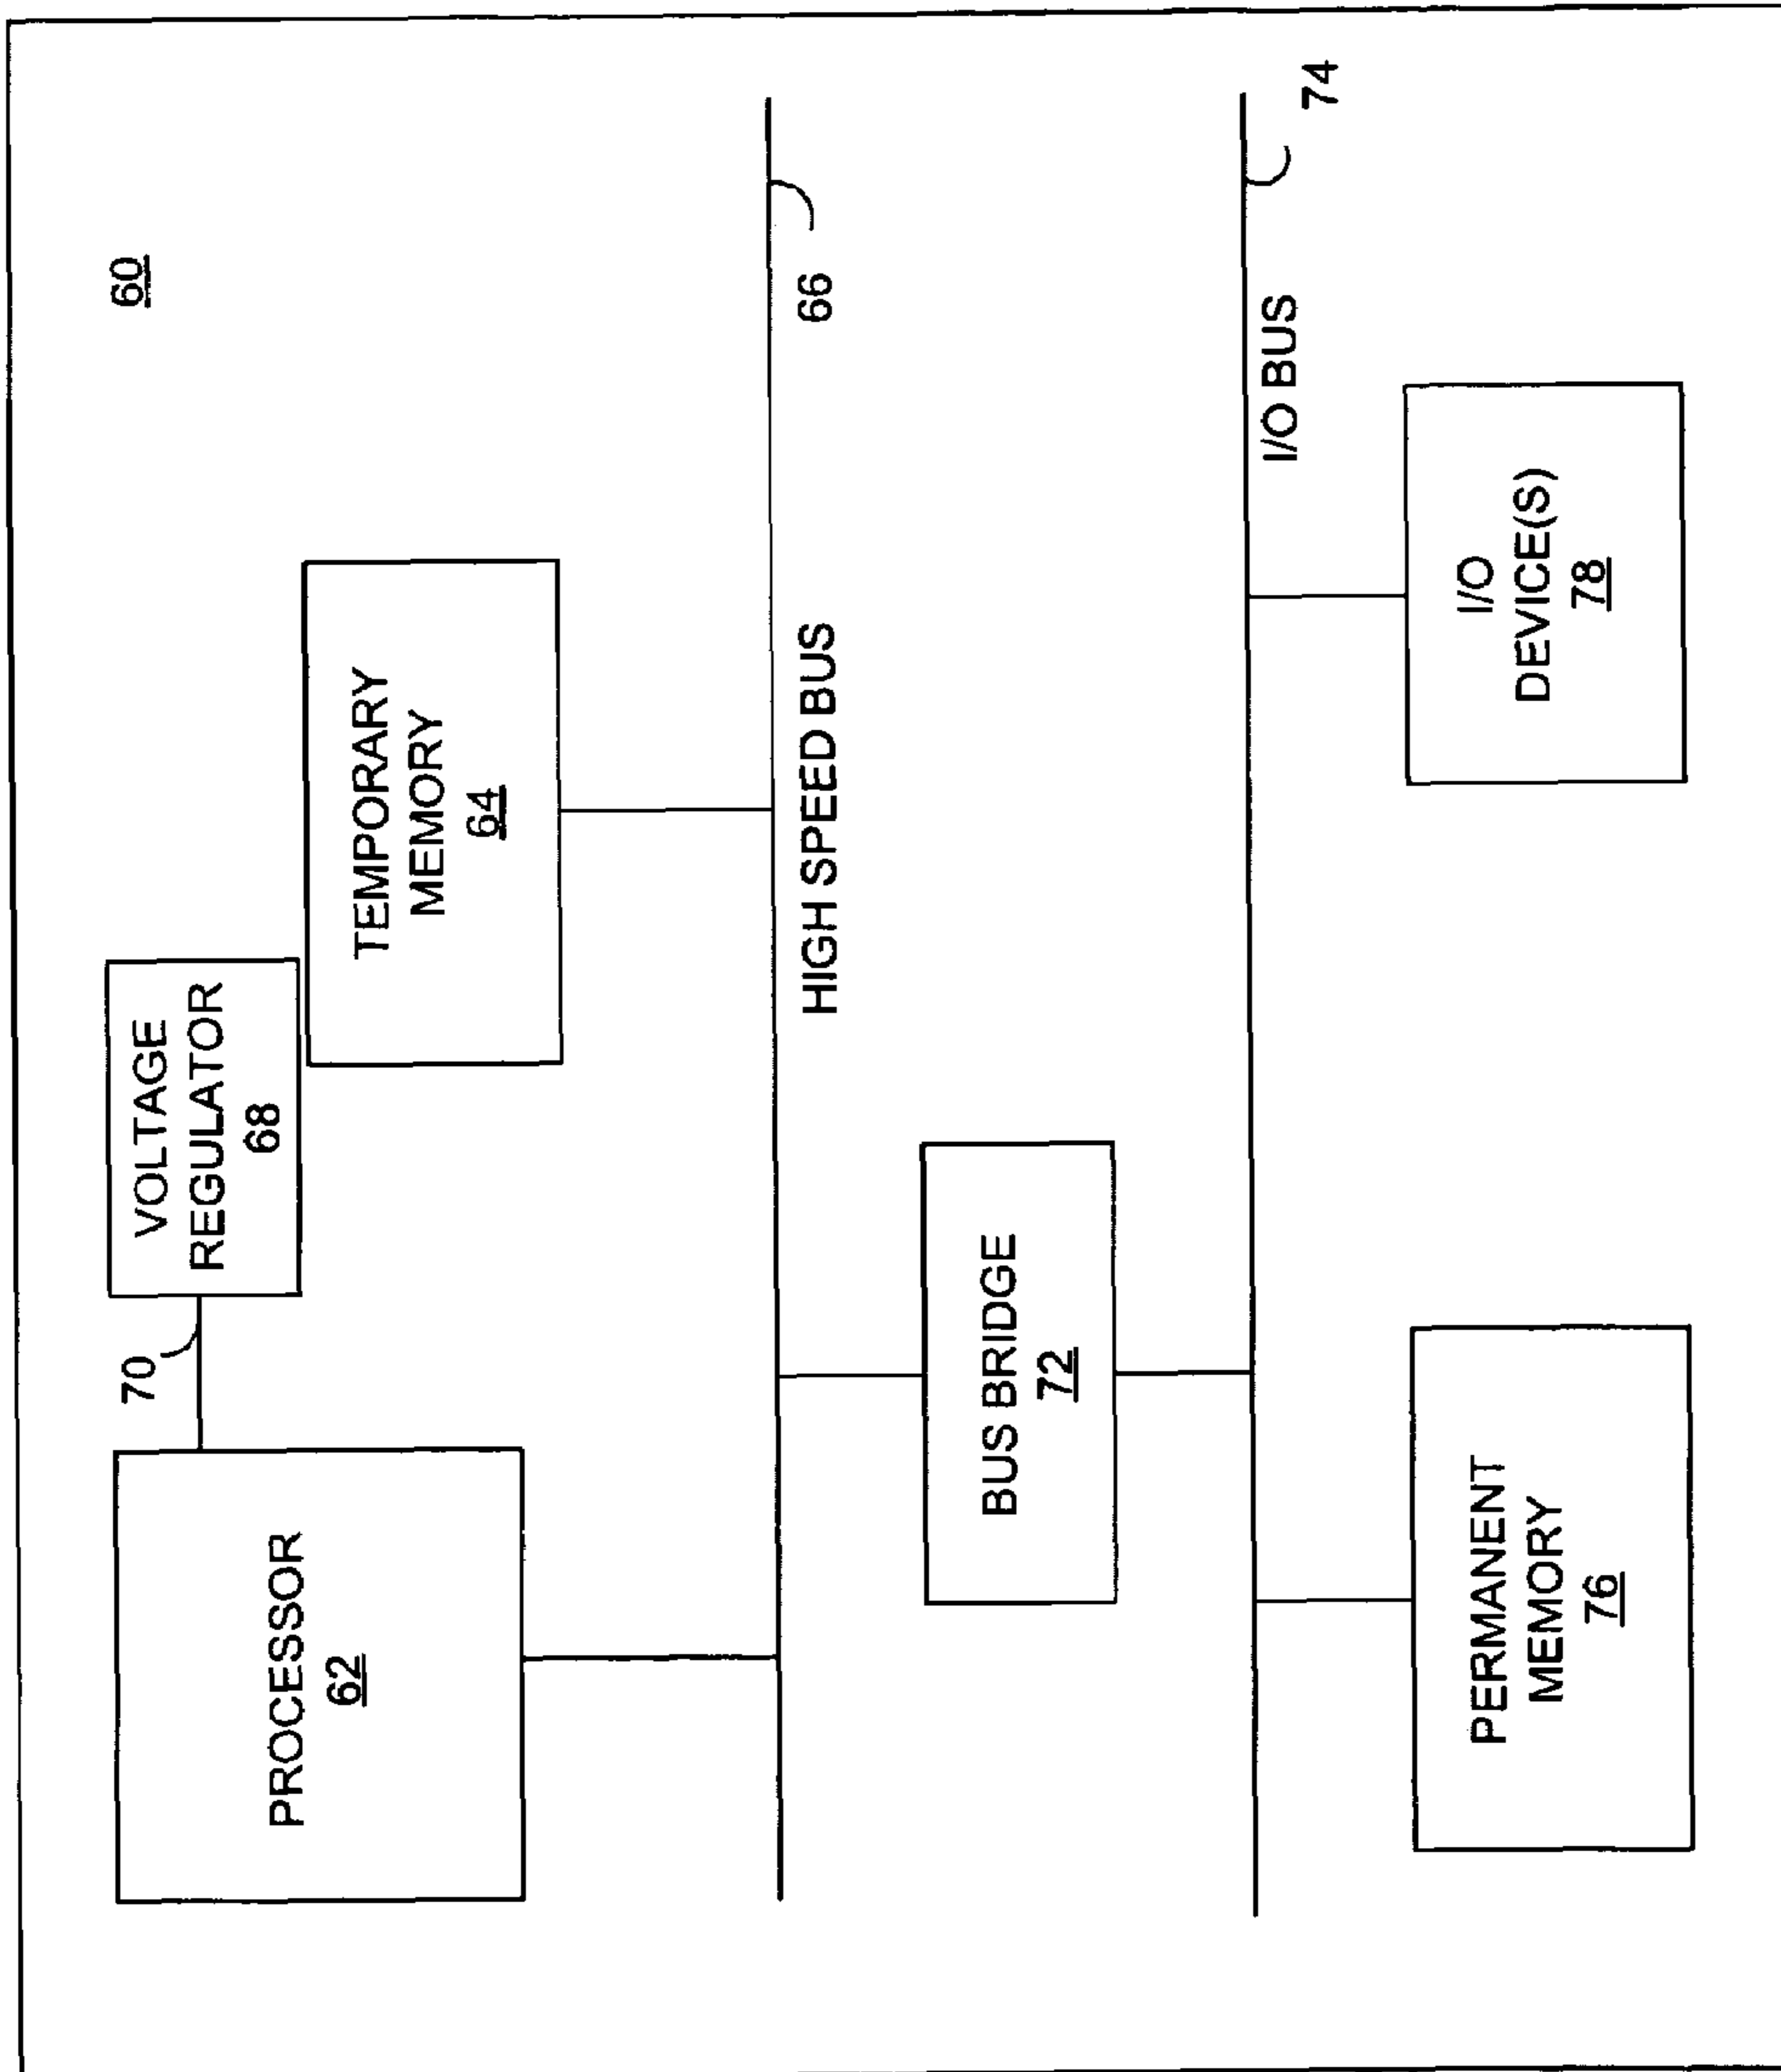 60
PROCESSOR
62
70
VOLTAGE
REGULATOR
68
TEMPORARY
MEMORY
64
HIGH SPEED BUS
66
BUS BRIDGE
72
I/O BUS
74
PERMANENT
MEMORY
76
I/O
DEVICE(S)
78